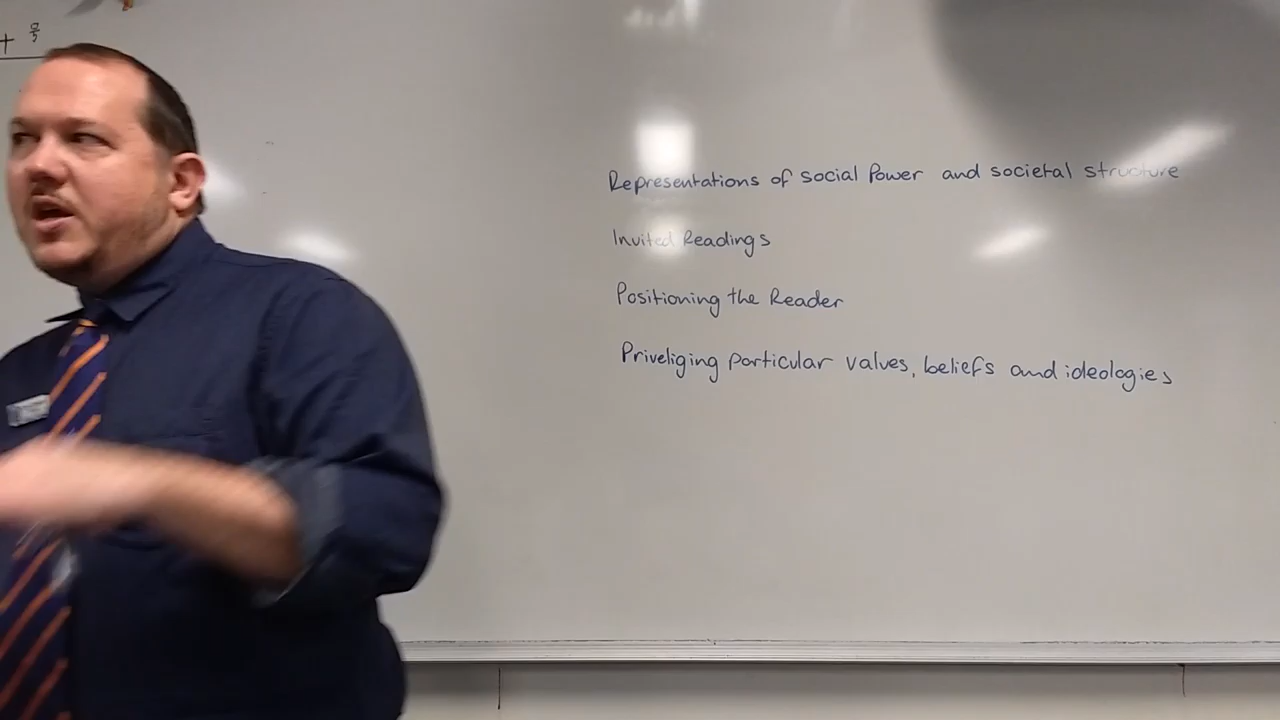 Representations of social Power and societal structure
Invited Readings
Positioning the Reader
Priveliging particular values, beliefs and ideologies